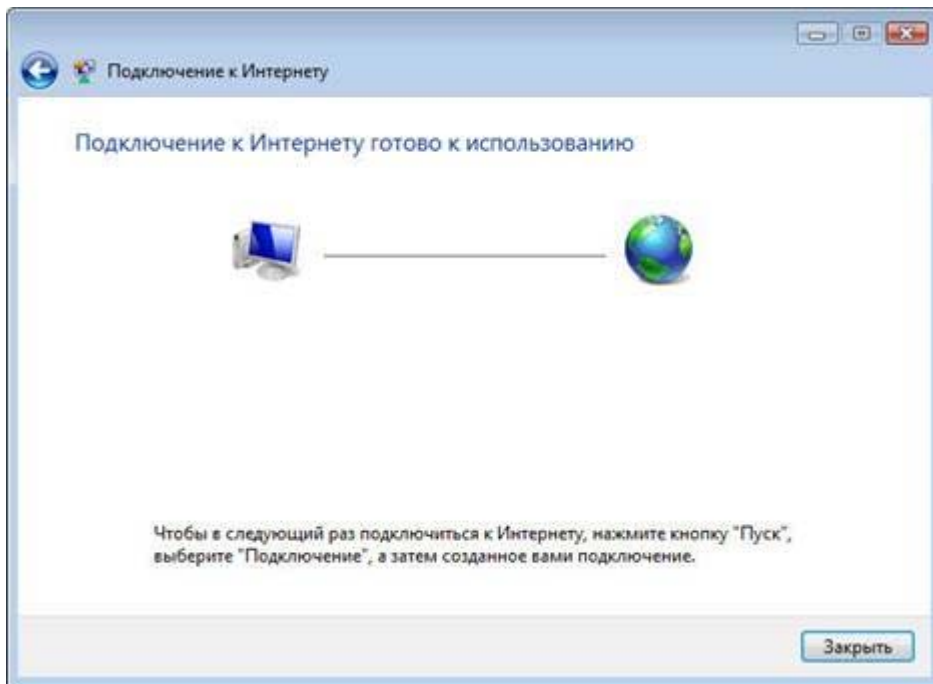 Подключение к Интернету
Подключение к Интернету готово к использованию
Чтобы в следующий раз подключиться к Интернету, нажмите кнопку "Пуск",
выберите "Подключение", а затем созданное вами подключение.
Закрыть